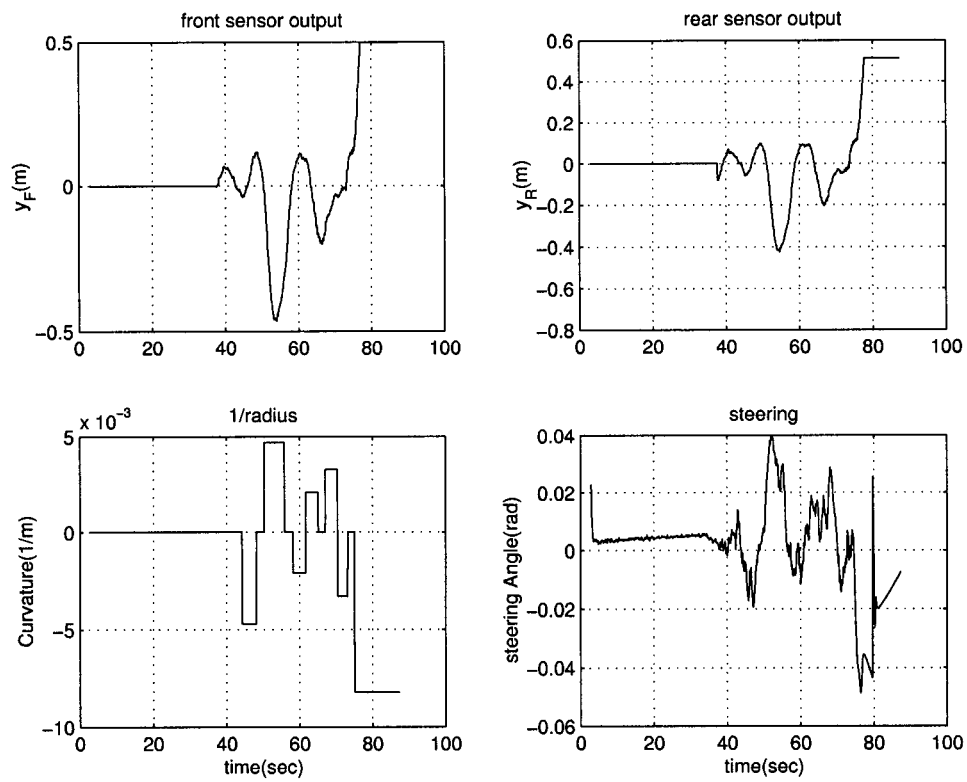 front sensor output
0.5
0
−0.5
y_F(m)
0 20 40 60 80 100
rear sensor output
0.6
0.4
0.2
0
−0.2
−0.4
−0.6
−0.8
y_R(m)
0 20 40 60 80 100
x 10^−3
1/radius
5
0
−5
−10
Curvature(1/m)
0 20 40 60 80 100
time(sec)
steering
0.04
0.02
0
−0.02
−0.04
−0.06
steering Angle(rad)
0 20 40 60 80 100
time(sec)